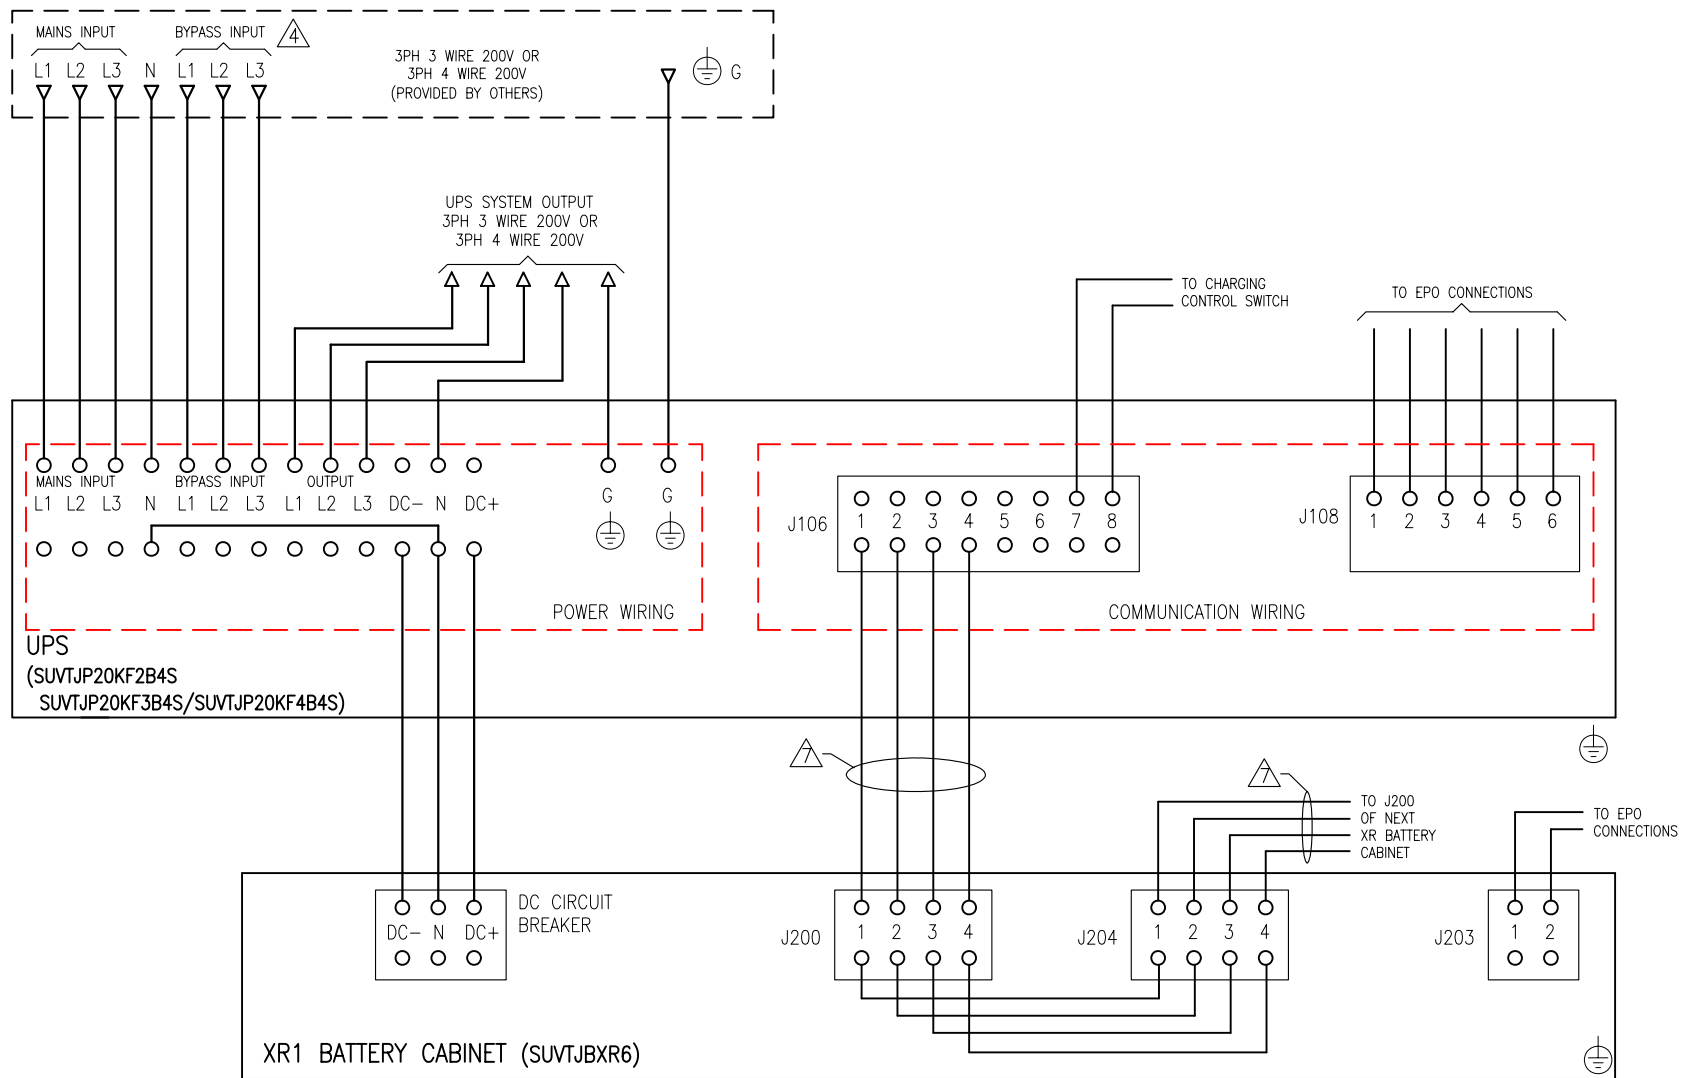 MAINS INPUT BYPASS INPUT 4
L1 L2 L3 N L1 L2 L3
3PH 3 WIRE 200V OR
3PH 4 WIRE 200V
(PROVIDED BY OTHERS)
G
UPS SYSTEM OUTPUT
3PH 3 WIRE 200V OR
3PH 4 WIRE 200V
TO CHARGING
CONTROL SWITCH
TO EPO CONNECTIONS
MAINS INPUT BYPASS INPUT OUTPUT
L1 L2 L3 N L1 L2 L3 L1 L2 L3 DC- N DC+ G G
POWER WIRING
J106
1 2 3 4 5 6 7 8
J108
1 2 3 4 5 6
COMMUNICATION WIRING
UPS
(SUVTJP20KF2B4S
SUVTJP20KF3B4S/SUVTJP20KF4B4S)
7
7
TO J200
OF NEXT
XR BATTERY
CABINET
TO EPO
CONNECTIONS
DC CIRCUIT
BREAKER
DC- N DC+
J200
1 2 3 4
J204
1 2 3 4
J203
1 2
XR1 BATTERY CABINET (SUVTJBXR6)